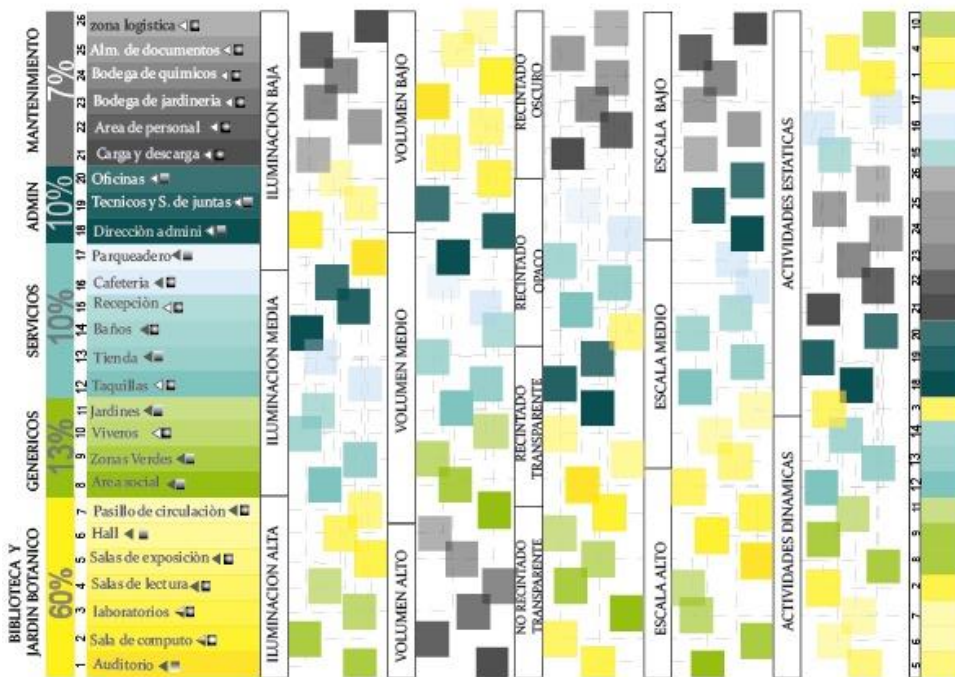 MANTENIMIENTO
7%
26 zona logistica
25 Alm. de documentos
24 Bodega de quimicos
23 Bodega de jardineria
22 Area de personal
21 Carga y descarga
ADMIN
10%
20 Oficinas
19 Tecnicos y S. de juntas
18 Direcciòn admini
SERVICIOS
10%
17 Parqueadero
16 Cafeteria
15 Recepciòn
14 Baños
13 Tienda
12 Taquillas
GENERICOS
13%
11 Jardines
10 Viveros
9 Zonas Verdes
8 Area social
BIBLIOTECA Y
JARDIN BOTANICO
60%
7 Pasillo de circulaciòn
6 Hall
5 Salas de exposiciòn
4 Salas de lectura
3 laboratorios
2 Sala de computo
1 Auditorio
ILUMINACION BAJA
ILUMINACION MEDIA
ILUMINACION ALTA
VOLUMEN BAJO
VOLUMEN MEDIO
VOLUMEN ALTO
RECINTADO
OSCURO
RECINTADO
OPACO
RECINTADO
TRANSPARENTE
NO RECINTADO
TRANSPARENTE
ESCALA BAJO
ESCALA MEDIO
ESCALA ALTO
ACTIVIDADES ESTATICAS
ACTIVIDADES DINAMICAS
10
4
1
17
16
15
26
25
24
23
22
21
20
19
18
3
14
13
12
11
9
8
2
7
6
5